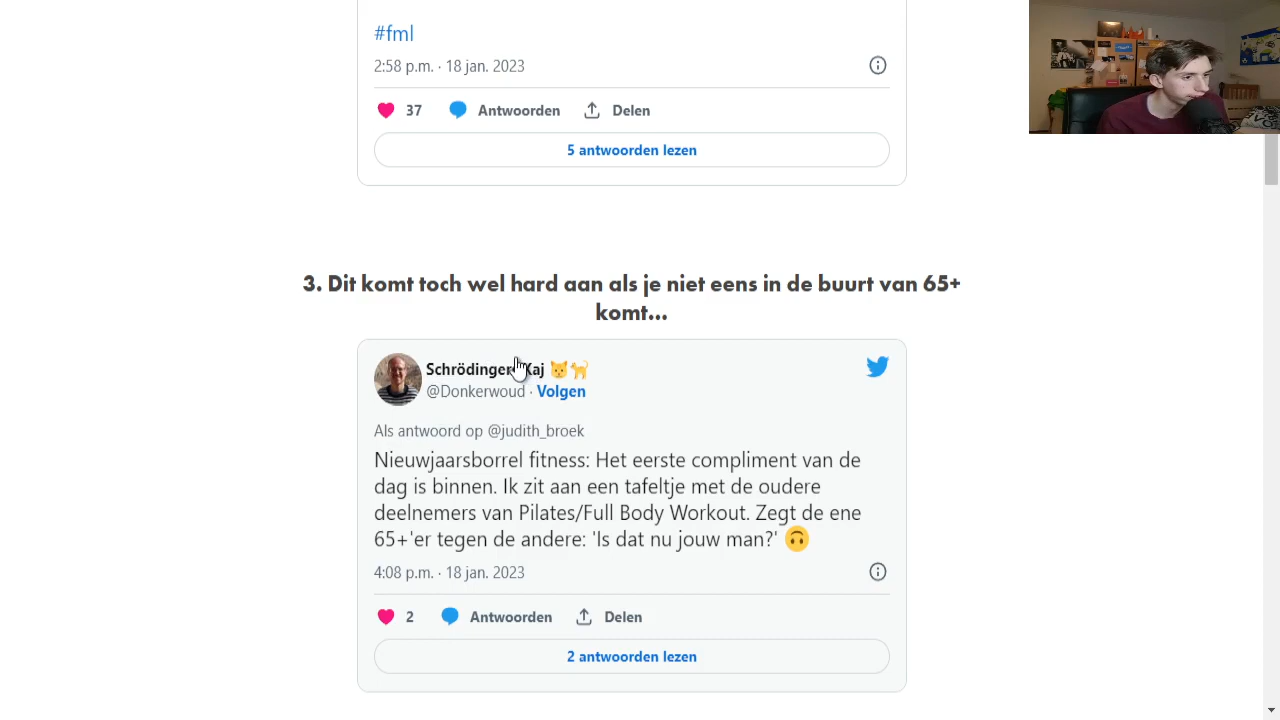 #fml
2:58 p.m. · 18 jan. 2023
37 Antwoorden Delen
5 antwoorden lezen
3. Dit komt toch wel hard aan als je niet eens in de buurt van 65+
komt...
Kaj 🐱🐈
@Donkerwoud · Volgen
Als antwoord op @judith_broek
Nieuwjaarsborrel fitness: Het eerste compliment van de
dag is binnen. Ik zit aan een tafeltje met de oudere
deelnemers van Pilates/Full Body Workout. Zegt de ene
65+'er tegen de andere: 'Is dat nu jouw man?' 🙃
4:08 p.m. · 18 jan. 2023
2 Antwoorden Delen
2 antwoorden lezen